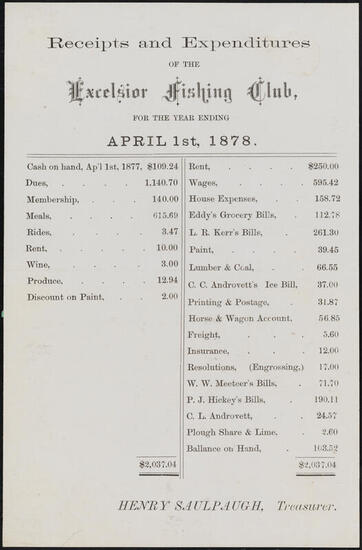 Receipts and Expenditures
OF THE
Excelsior Fishing Club,
FOR THE YEAR ENDING
APRIL 1st, 1878.
Cash on hand, Ap'l 1st, 1877, $109.24
Dues, . . . . 1,140.70
Membership, . . . 140.00
Meals, . . . . 615.69
Rides, . . . . 3.47
Rent, . . . . 10.00
Wine, . . . . 3.00
Produce, . . . . 12.94
Discount on Paint, . . 2.00
$2,037.04
Rent, . . . . $250.00
Wages, . . . . 595.42
House Expenses, . . 158.72
Eddy's Grocery Bills, . 112.78
L. R. Kerr's Bills, . . 261.30
Paint, . . . . 39.45
Lumber & Coal, . . 66.55
C. C. Androvett's Ice Bill, 37.00
Printing & Postage, . 31.87
Horse & Wagon Account, 56.85
Freight, . . . . 5.60
Insurance, . . . 12.00
Resolutions, (Engrossing,) 17.00
W. W. Meeteer's Bills, . 71.70
P. J. Hickey's Bills, . 190.11
C. L. Androvett, . . 24.57
Plough Share & Lime, . 2.60
Ballance on Hand, . 103.52
$2,037.04
HENRY SAULPAUGH, Treasurer.